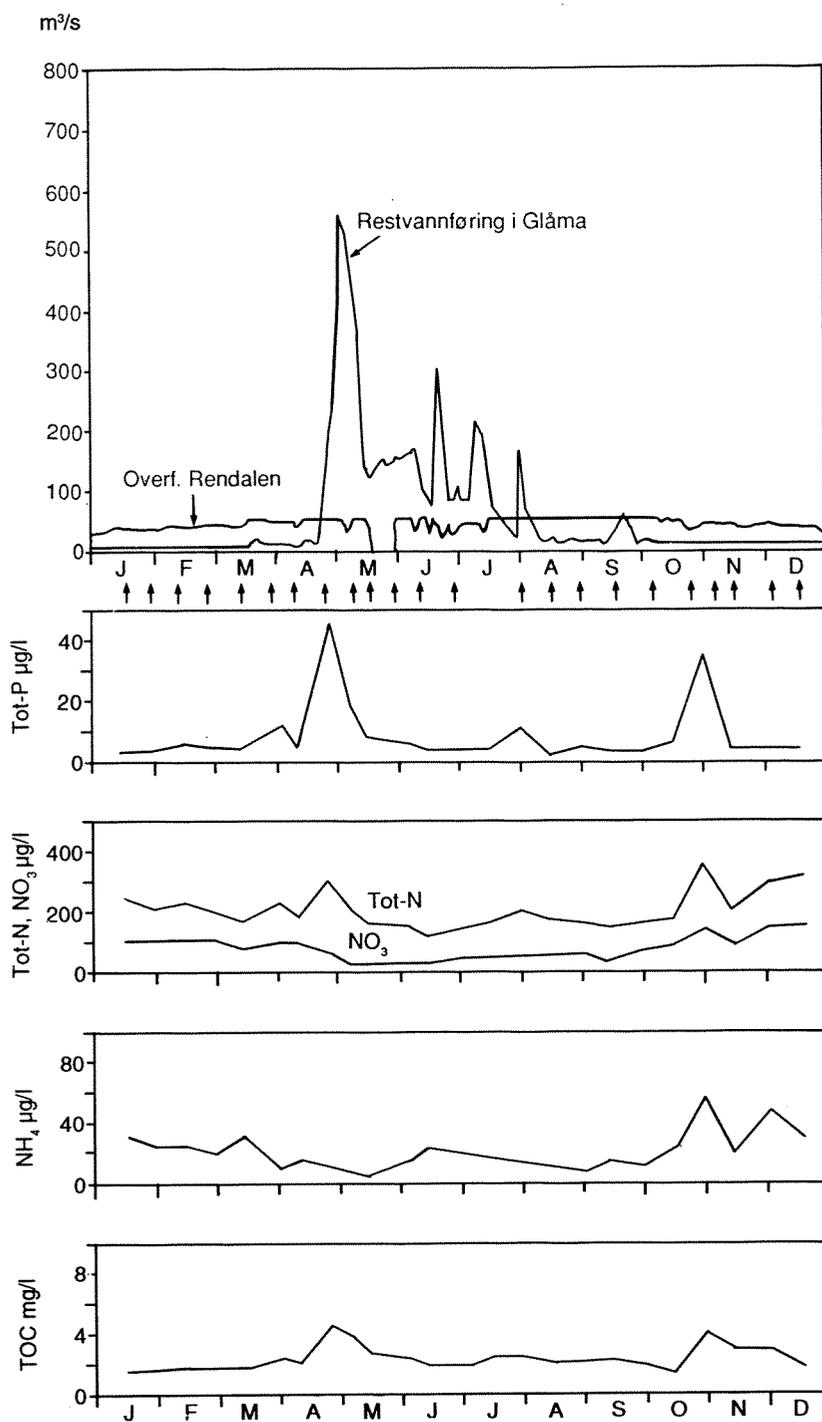 m³/s
800
700
600
500
400
300
200
100
0
Restvannføring i Glåma
Overf. Rendalen
J F M A M J J A S O N D
Tot-P µg/l
40
20
0
Tot-N, NO₃ µg/l
400
200
0
Tot-N
NO₃
NH₄ µg/l
80
40
0
TOC mg/l
8
4
0
J F M A M J J A S O N D